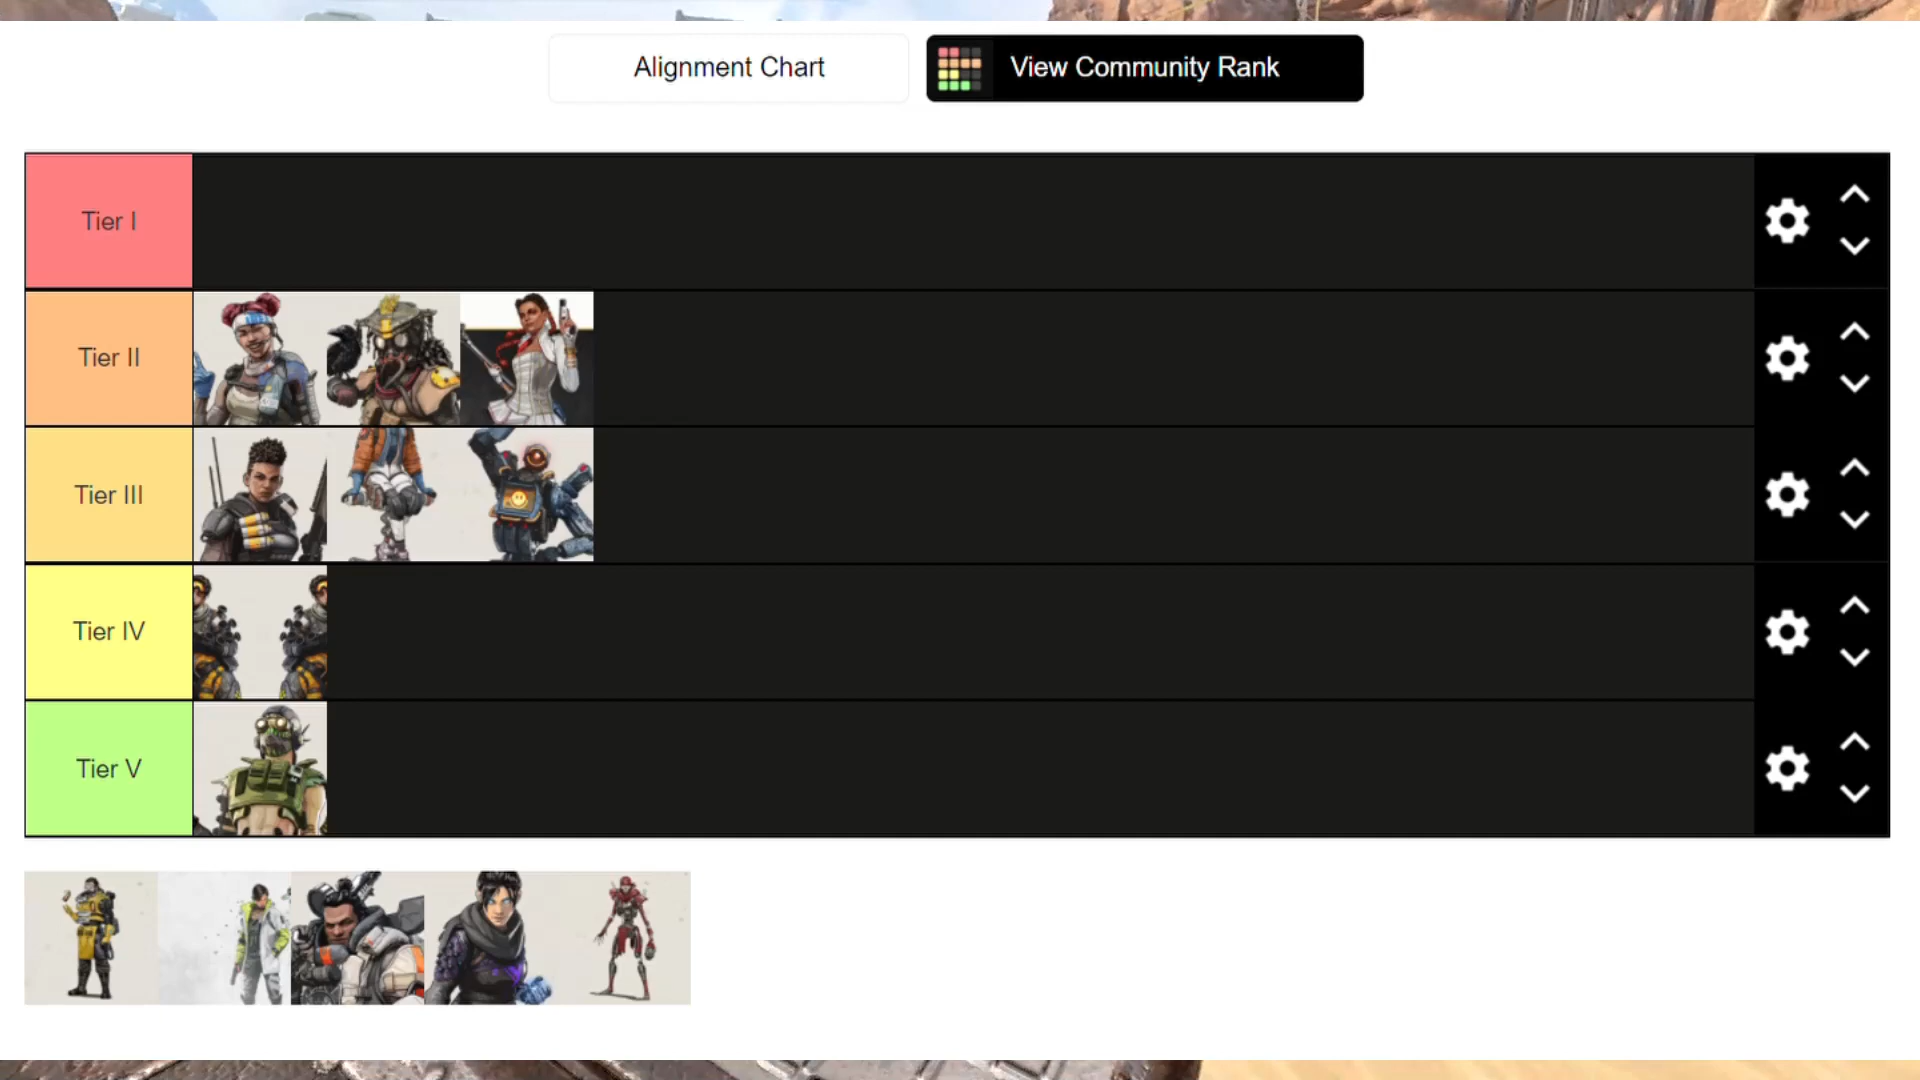 Alignment Chart
View Community Rank
Tier I
Tier II
Tier III
Tier IV
Tier V